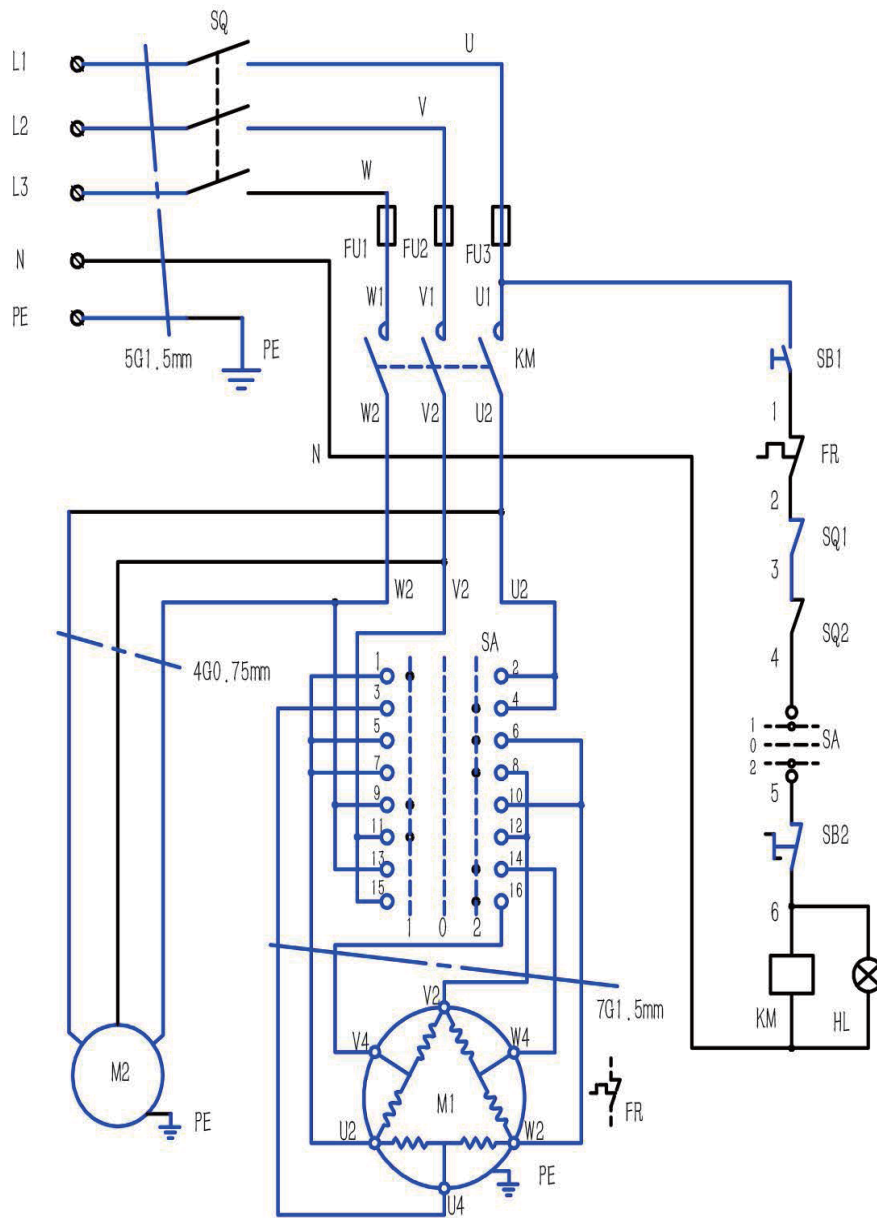 SQ
L1
U
L2
V
L3
W
FU1
FU2
FU3
N
W1
V1
U1
PE
PE
5G1.5mm
KM
SB1
W2
V2
U2
1
N
FR
2
SQ1
3
W2
V2
U2
SQ2
4
4G0.75mm
SA
1
2
3
4
5
6
7
8
9
10
11
12
13
14
15
16
1
0
2
1
0
2
SA
5
SB2
6
V2
7G1.5mm
V4
W4
KM
HL
M2
M1
FR
PE
U2
W2
PE
U4